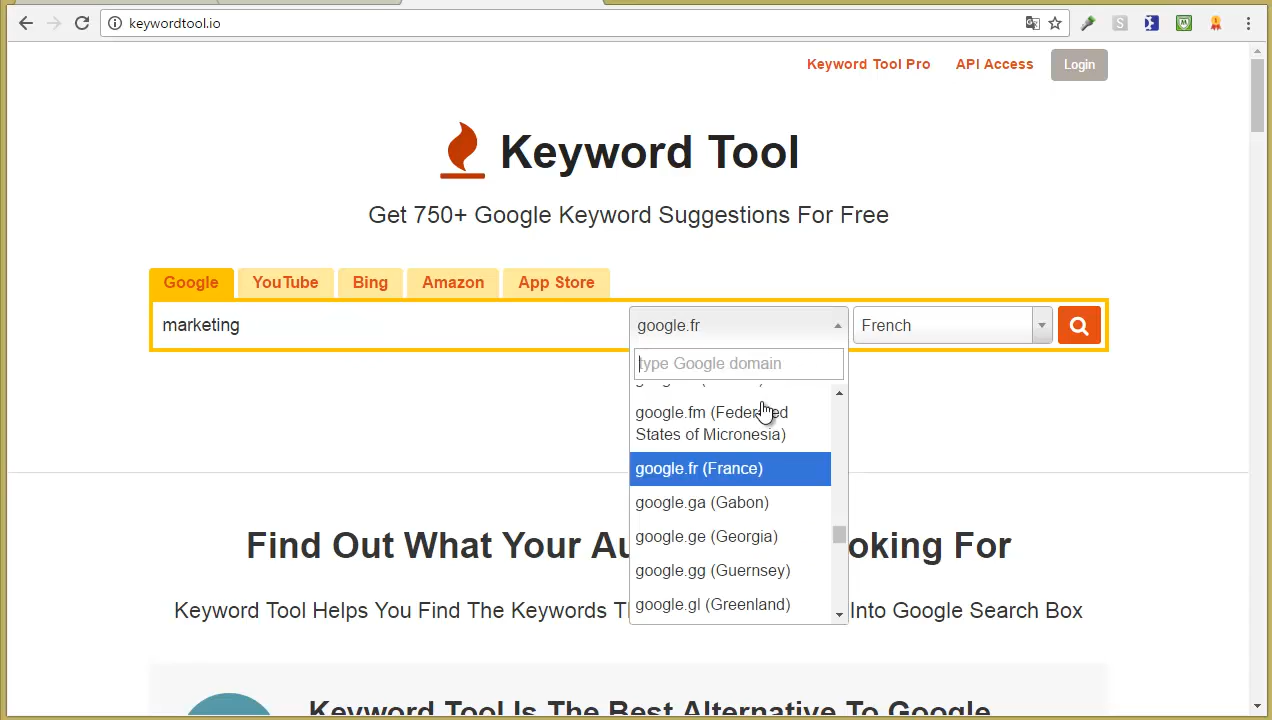 keywordtool.io
Keyword Tool Pro API Access Login
Keyword Tool
Get 750+ Google Keyword Suggestions For Free
Google YouTube Bing Amazon App Store
marketing google.fr French
type Google domain
google.fm (Federated
States of Micronesia)
google.fr (France)
google.ga (Gabon)
google.ge (Georgia)
google.gg (Guernsey)
google.gl (Greenland)
Find Out What Your Au oking For
Keyword Tool Helps You Find The Keywords T Into Google Search Box
Keyword Tool Is The Best Alternative To Google